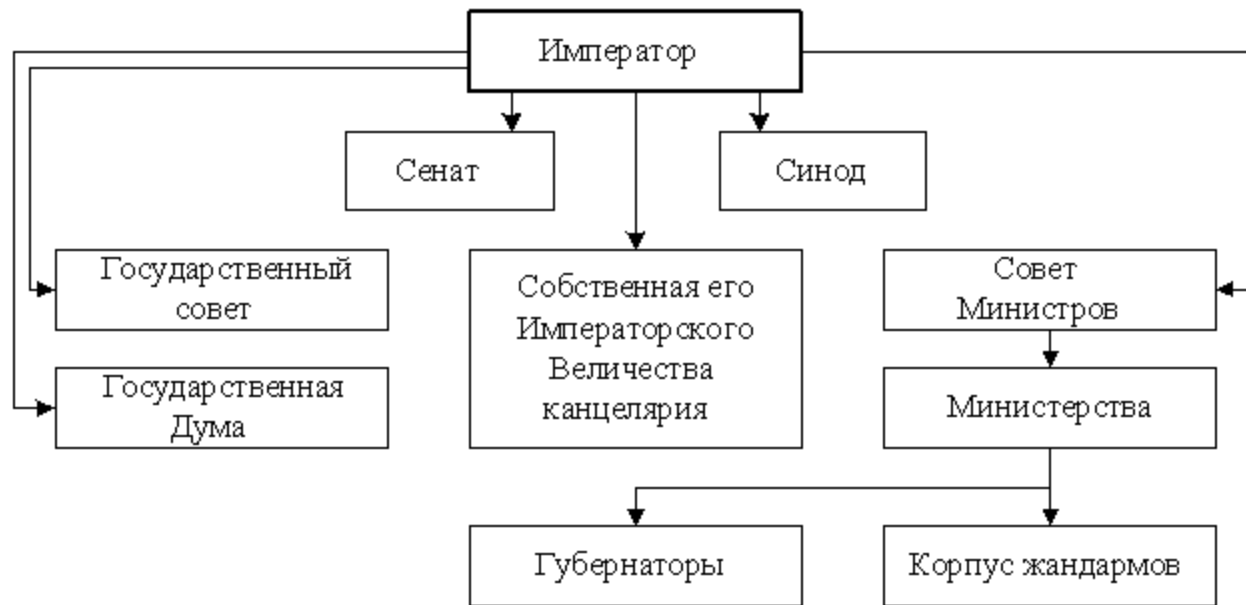 Император
Сенат
Синод
Государственный
совет
Собственная его
Императорского
Величества
канцелярия
Совет
Министров
Государственная
Дума
Министерства
Губернаторы
Корпус жандармов